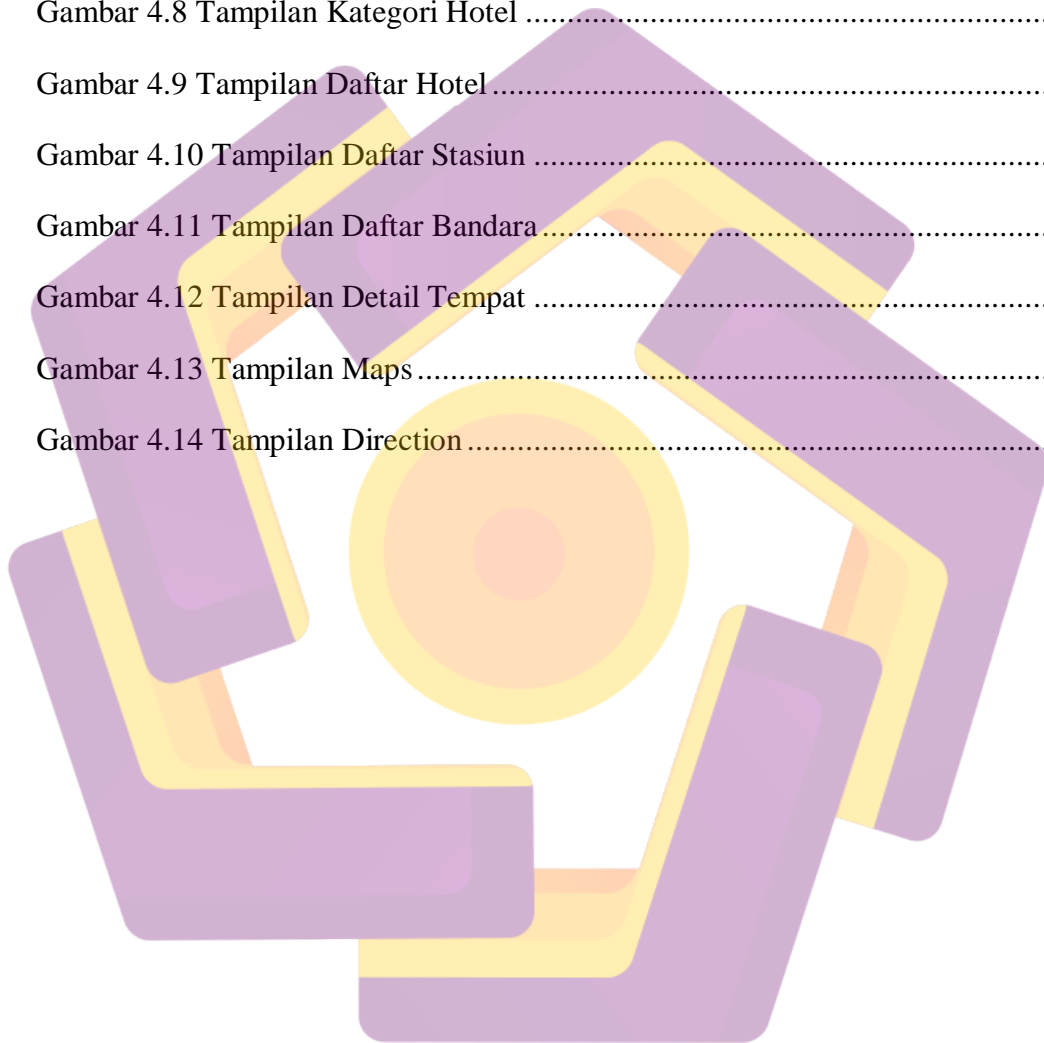 Gambar 4.8 Tampilan Kategori Hotel ..........................................................
Gambar 4.9 Tampilan Daftar Hotel ...............................................................
Gambar 4.10 Tampilan Daftar Stasiun .........................................................
Gambar 4.11 Tampilan Daftar Bandara ........................................................
Gambar 4.12 Tampilan Detail Tempat .........................................................
Gambar 4.13 Tampilan Maps .........................................................................
Gambar 4.14 Tampilan Direction ..................................................................